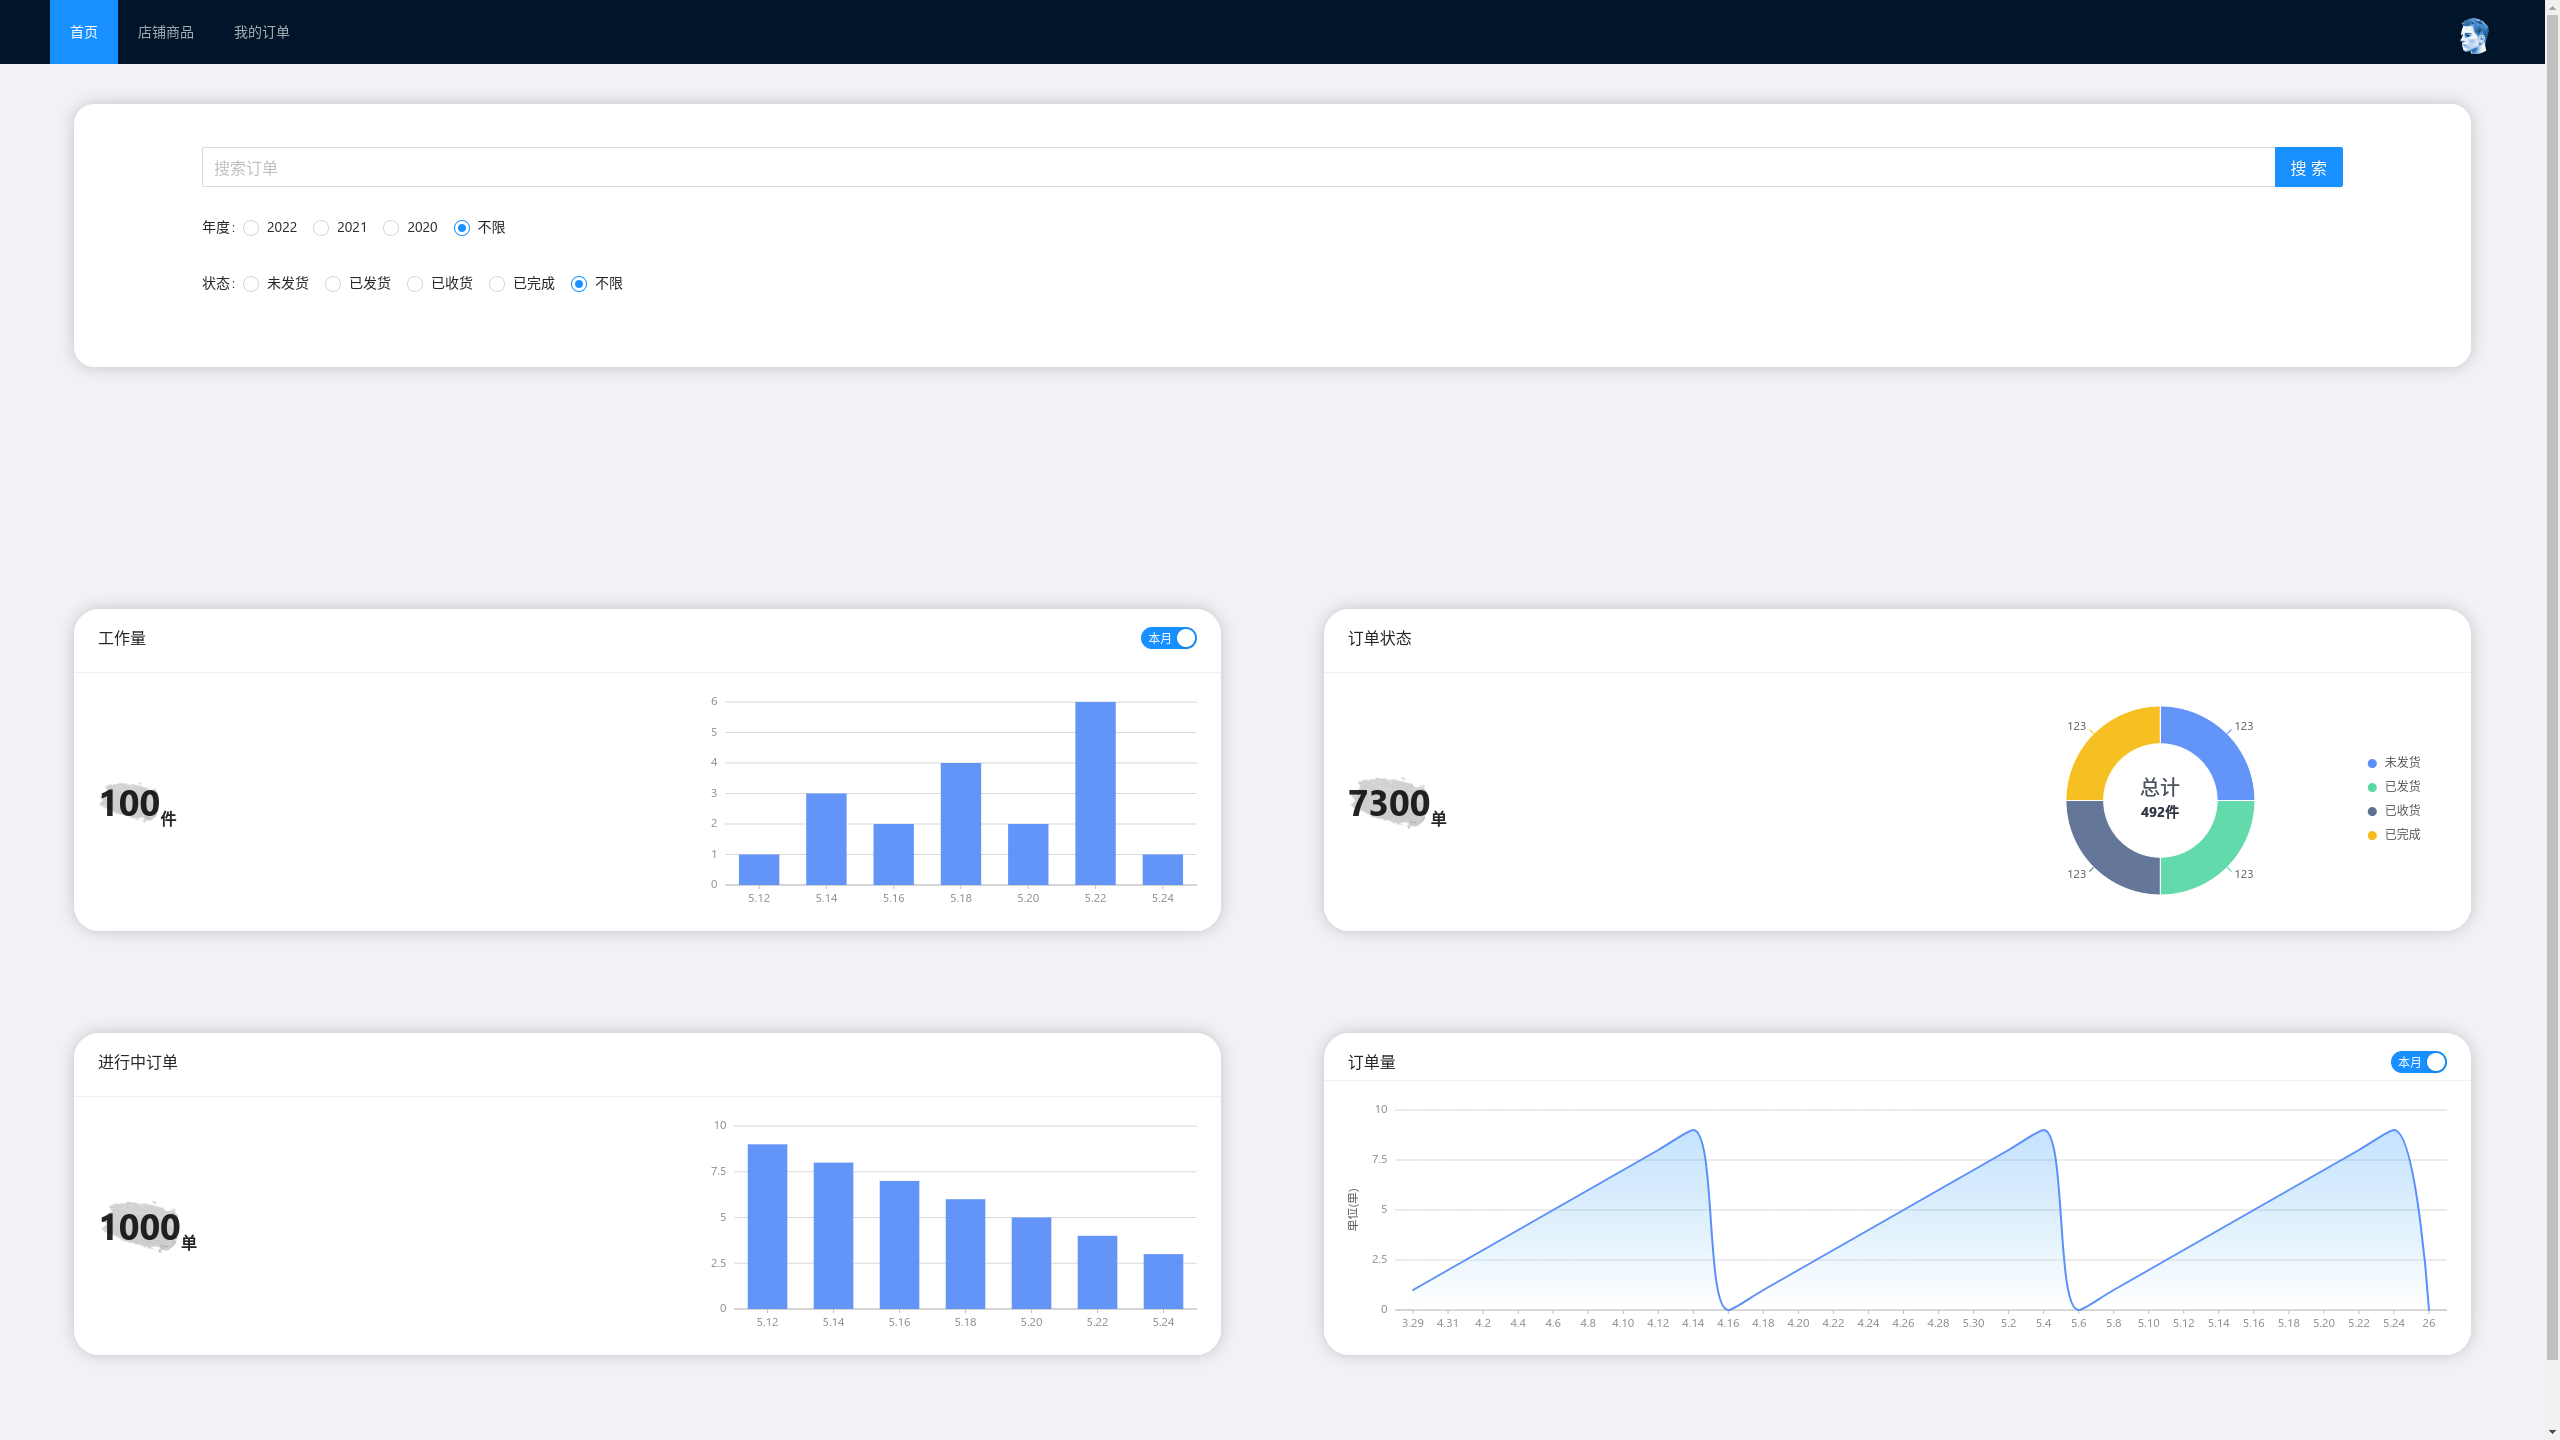 首页 店铺商品 我的订单
搜索订单 搜 索
年度: 2022 2021 2020 不限
状态: 未发货 已发货 已收货 已完成 不限
工作量 本月
100件
6
5
4
3
2
1
0
5.12 5.14 5.16 5.18 5.20 5.22 5.24
订单状态
7300单
123 123
总计
492件
123 123
未发货
已发货
已收货
已完成
进行中订单
1000单
10
7.5
5
2.5
0
5.12 5.14 5.16 5.18 5.20 5.22 5.24
订单量 本月
单位(单)
10
7.5
5
2.5
0
3.29 4.31 4.2 4.4 4.6 4.8 4.10 4.12 4.14 4.16 4.18 4.20 4.22 4.24 4.26 4.28 5.30 5.2 5.4 5.6 5.8 5.10 5.12 5.14 5.16 5.18 5.20 5.22 5.24 26